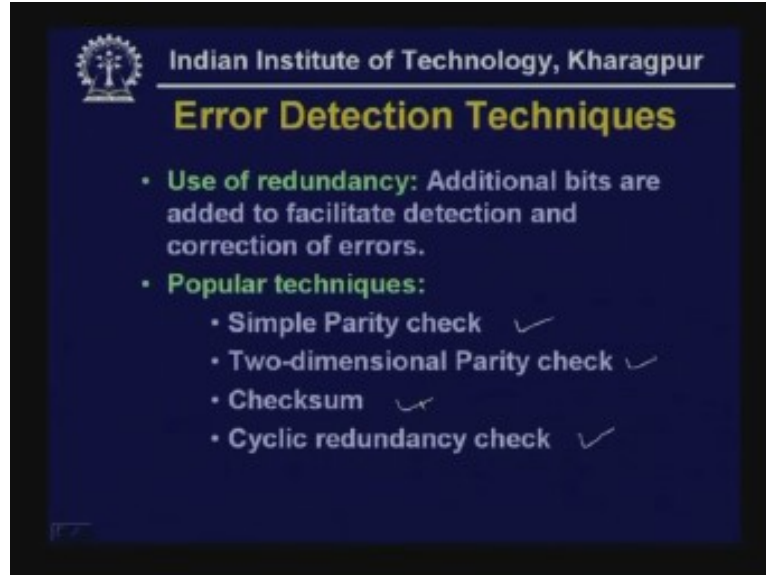 Indian Institute of Technology, Kharagpur
Error Detection Techniques
• Use of redundancy: Additional bits are
added to facilitate detection and
correction of errors.
• Popular techniques:
• Simple Parity check
• Two-dimensional Parity check
• Checksum
• Cyclic redundancy check